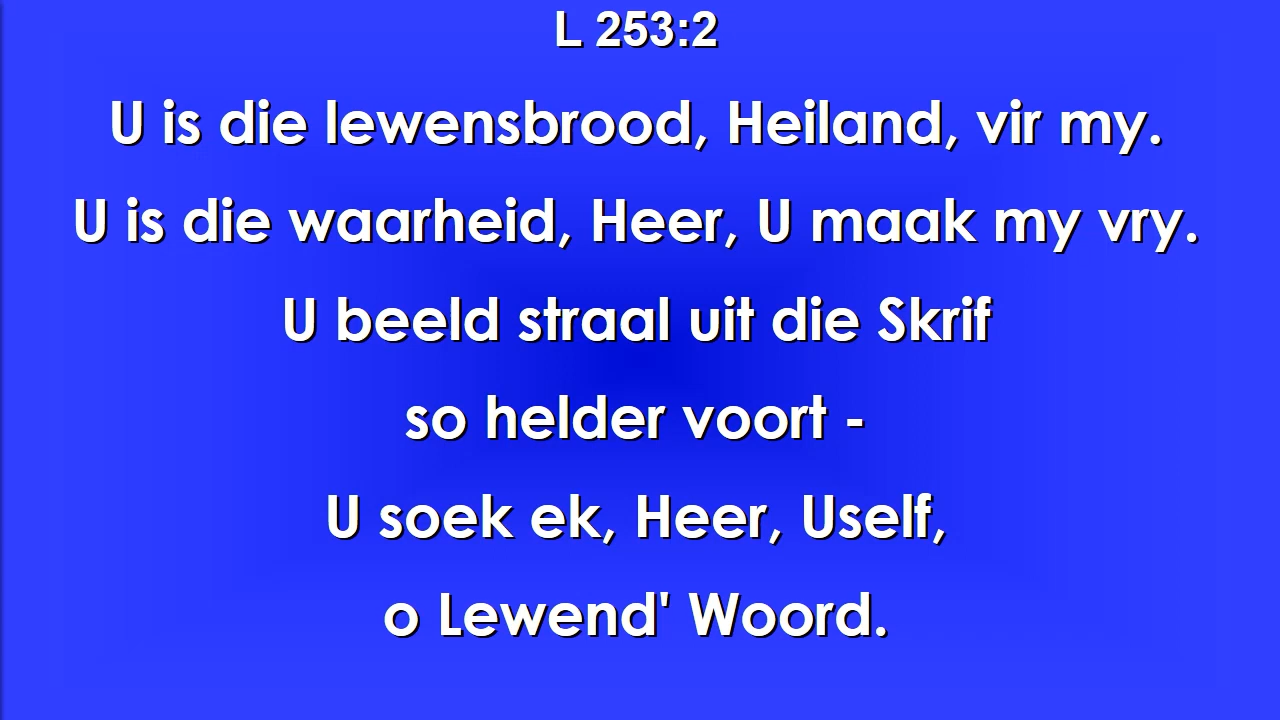 L 253:2
U is die lewensbrood, Heiland, vir my.
U is die waarheid, Heer, U maak my vry.
U beeld straal uit die Skrif
so helder voort -
U soek ek, Heer, Uself,
o Lewend' Woord.